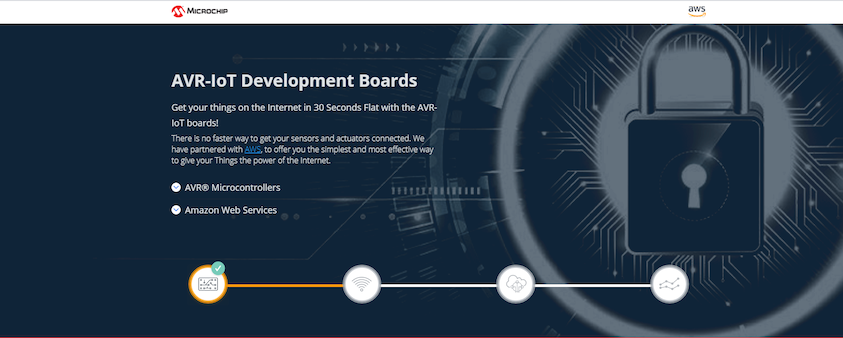 MICROCHIP
aws
AVR-IoT Development Boards
Get your things on the Internet in 30 Seconds Flat with the AVR-
IoT boards!
There is no faster way to get your sensors and actuators connected. We
have partnered with AWS, to offer you the simplest and most effective way
to give your Things the power of the Internet.
AVR® Microcontrollers
Amazon Web Services